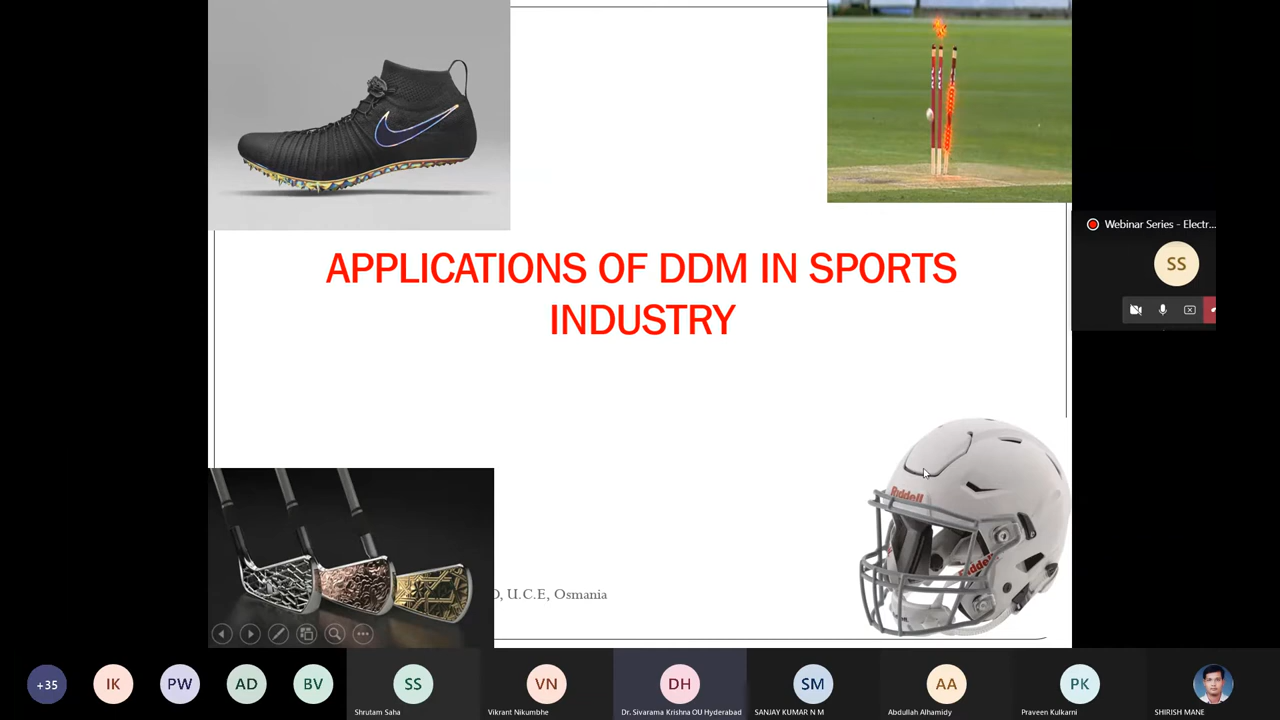 APPLICATIONS OF DDM IN SPORTS
INDUSTRY
Webinar Series - Electr...
SS
Riddell
Riddell
, U.C.E, Osmania
+35
IK
PW
AD
BV
SS
VN
DH
SM
AA
PK
Shrutam Saha
Vikrant Nikumbhe
Dr. Sivarama Krishna OU Hyderabad
SANJAY KUMAR N M
Abdullah Alhamidy
Praveen Kulkarni
SHIRISH MANE